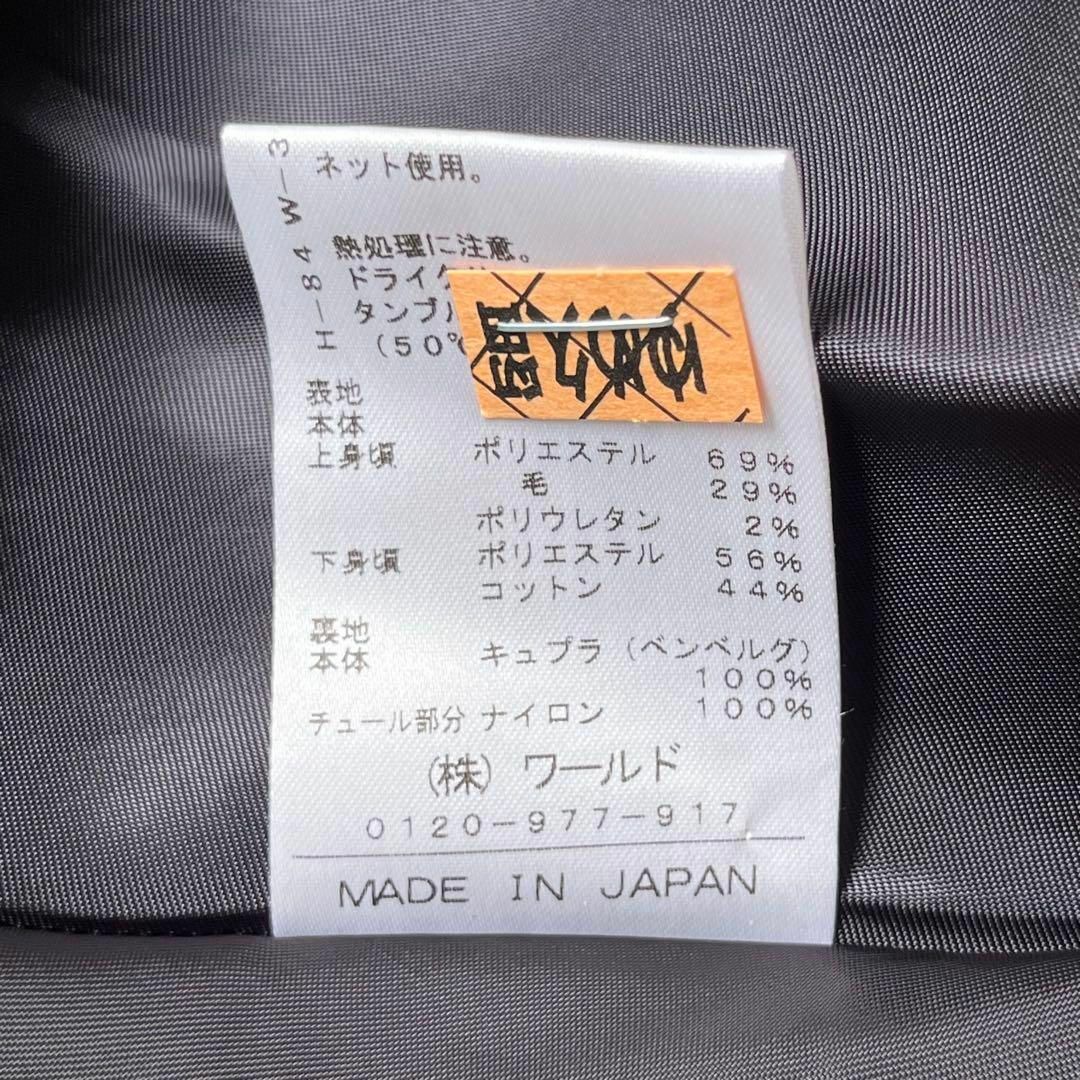 W-3
H-84
ネット使用。
熱処理に注意。
ドライク
タンブル
(50℃
表地
本体
上身頃 ポリエステル 69%
毛 29%
ポリウレタン 2%
下身頃 ポリエステル 56%
コットン 44%
裏地
本体 キュプラ(ベンベルグ)
100%
チュール部分 ナイロン 100%
(株) ワールド
0120-977-917
MADE IN JAPAN